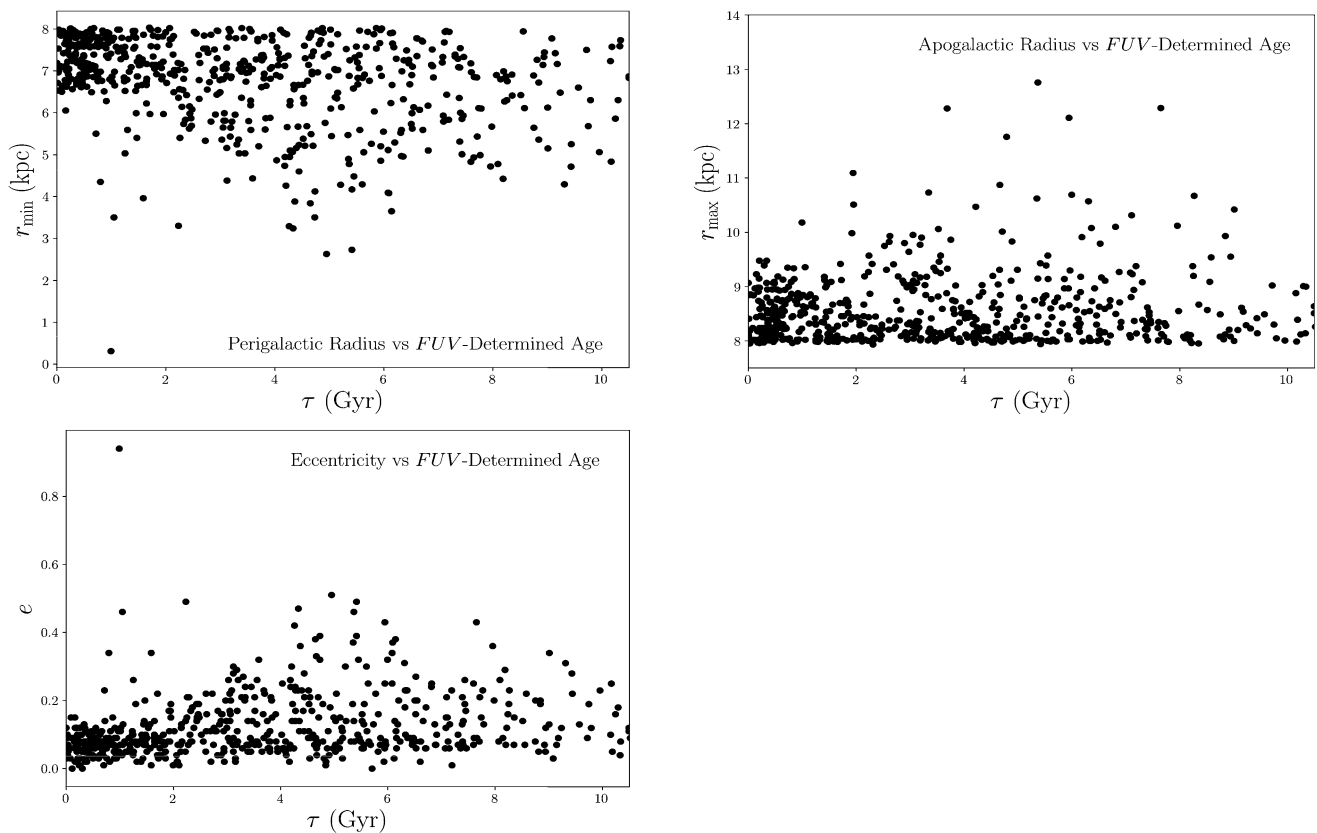 8
7
6
5
4
3
2
1
0
r_min (kpc)
Perigalactic Radius vs FUV-Determined Age
0 2 4 6 8 10
τ (Gyr)
14
13
12
11
10
9
8
r_max (kpc)
Apogalactic Radius vs FUV-Determined Age
0 2 4 6 8 10
τ (Gyr)
0.8
0.6
0.4
0.2
0.0
e
Eccentricity vs FUV-Determined Age
0 2 4 6 8 10
τ (Gyr)